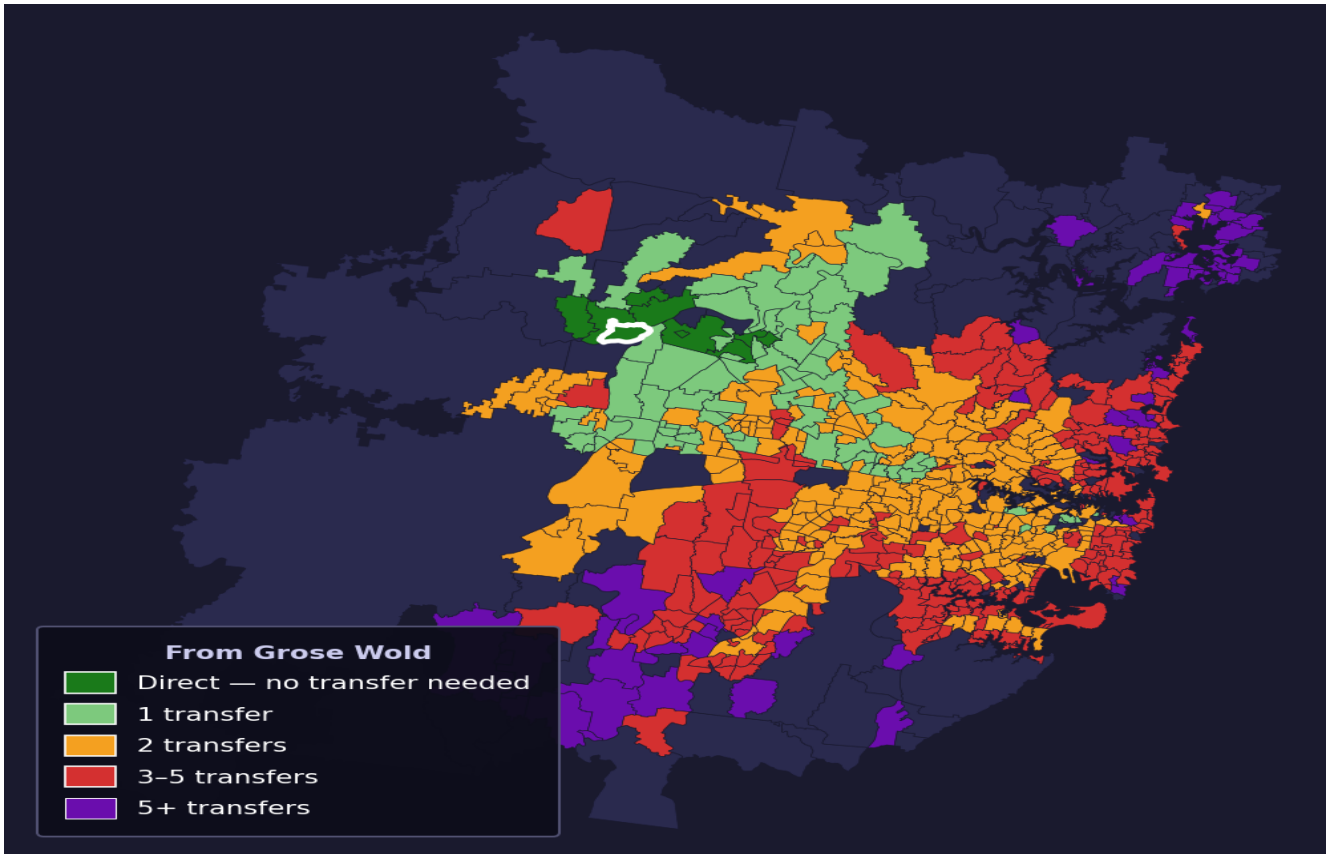 From Grose Wold
Direct — no transfer needed
1 transfer
2 transfers
3–5 transfers
5+ transfers